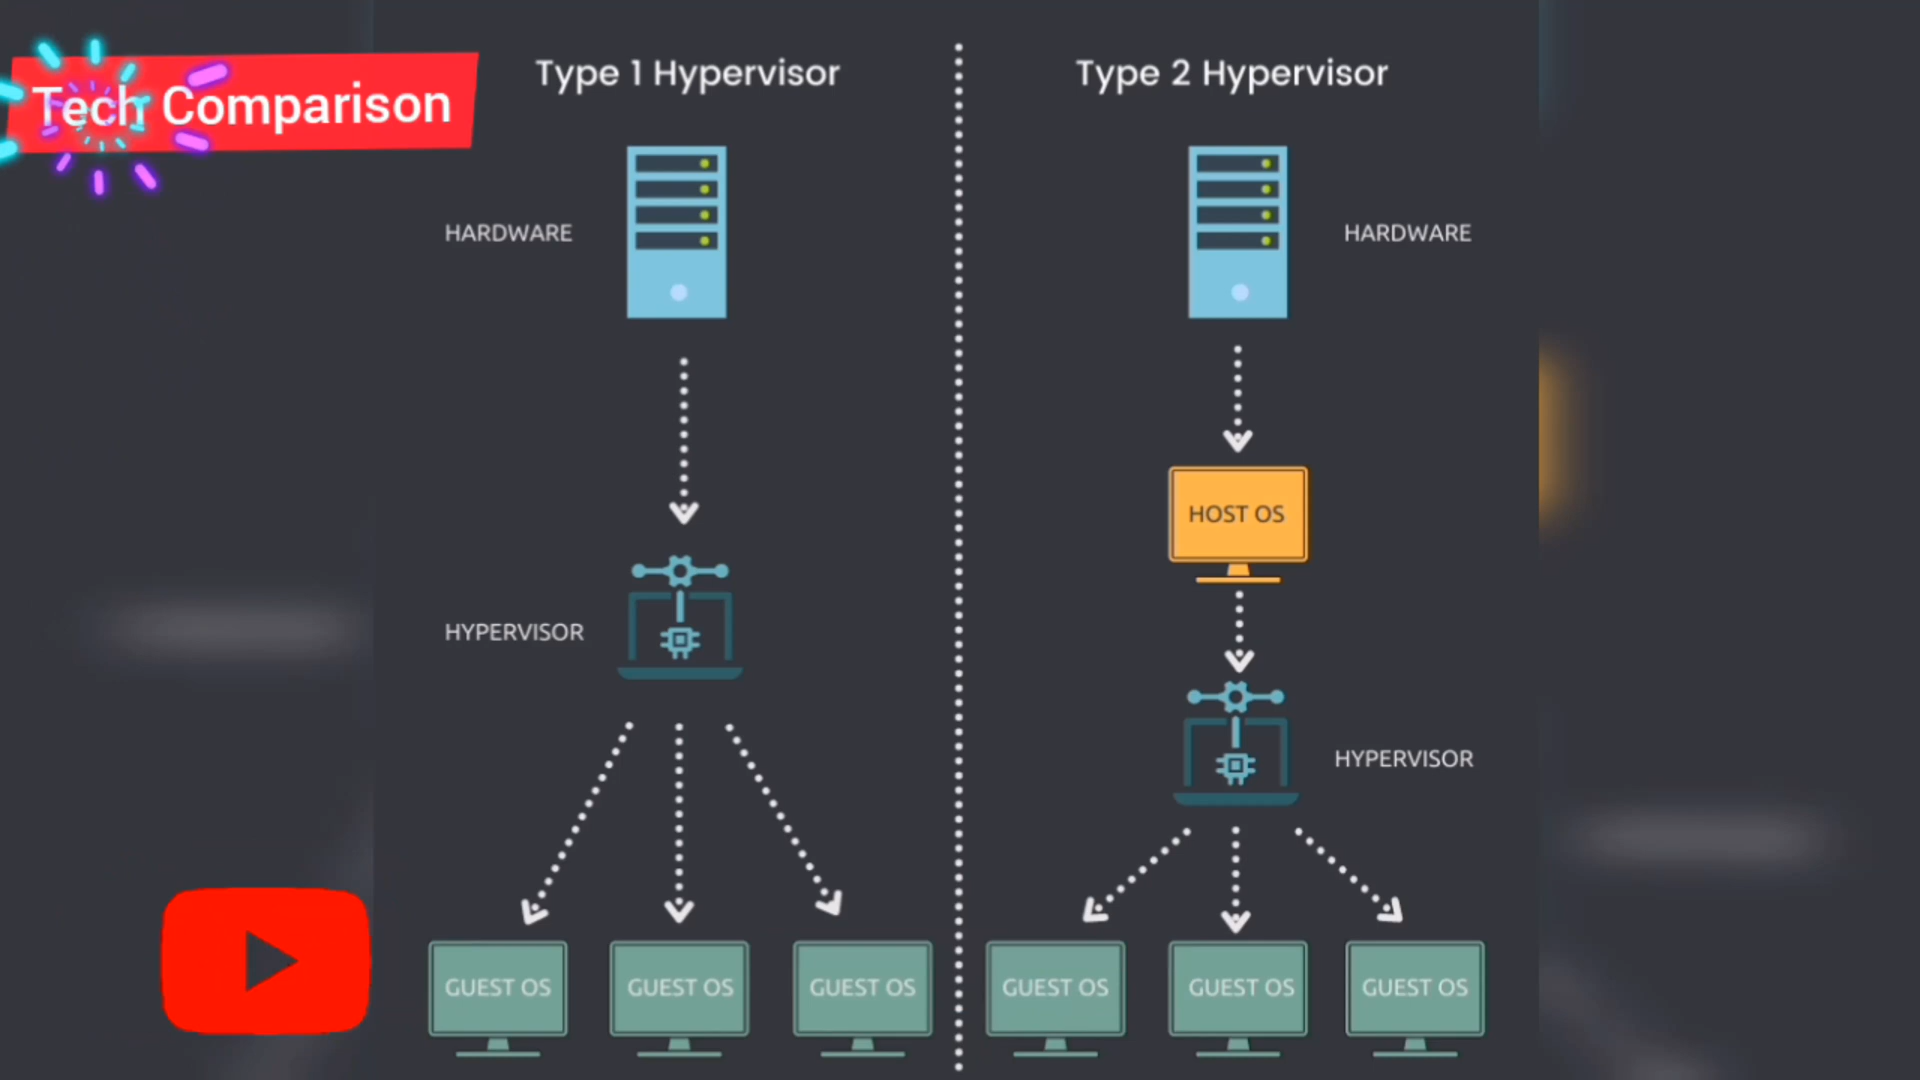 Tech Comparison
Type 1 Hypervisor
HARDWARE
HYPERVISOR
GUEST OS
GUEST OS
GUEST OS
Type 2 Hypervisor
HARDWARE
HOST OS
HYPERVISOR
GUEST OS
GUEST OS
GUEST OS